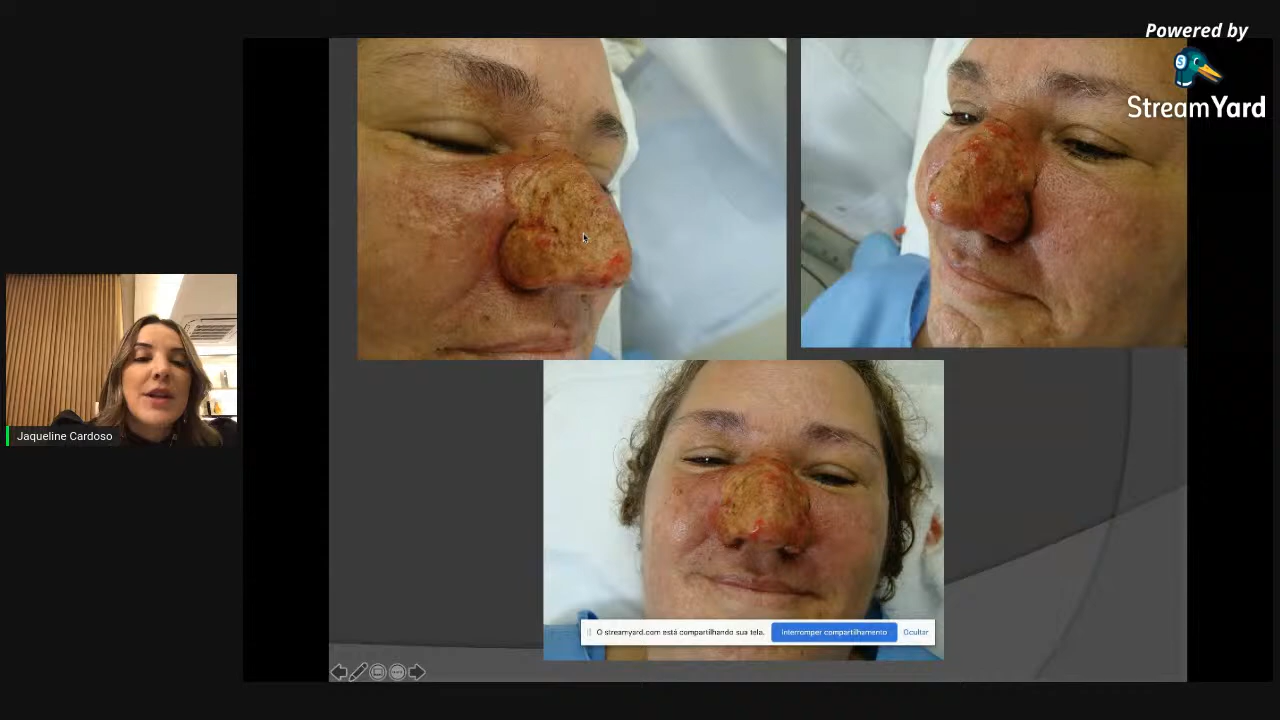 Powered by
StreamYard
Jaqueline Cardoso
O streamyard.com está compartilhando sua tela.
Interromper compartilhamento
Ocultar